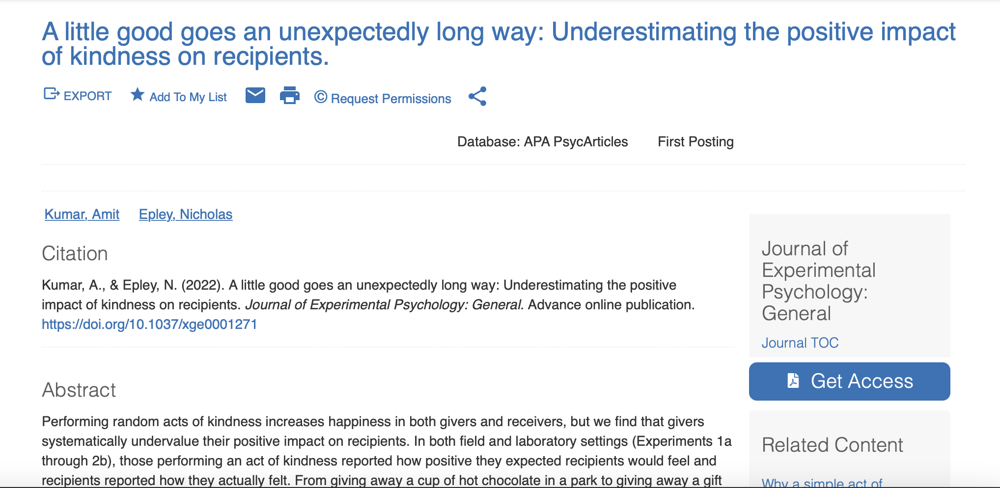 A little good goes an unexpectedly long way: Underestimating the positive impact
of kindness on recipients.
EXPORT Add To My List © Request Permissions
Database: APA PsycArticles First Posting
Kumar, Amit Epley, Nicholas
Citation
Kumar, A., & Epley, N. (2022). A little good goes an unexpectedly long way: Underestimating the positive
impact of kindness on recipients. Journal of Experimental Psychology: General. Advance online publication.
https://doi.org/10.1037/xge0001271
Abstract
Performing random acts of kindness increases happiness in both givers and receivers, but we find that givers
systematically undervalue their positive impact on recipients. In both field and laboratory settings (Experiments 1a
through 2b), those performing an act of kindness reported how positive they expected recipients would feel and
recipients reported how they actually felt. From giving away a cup of hot chocolate in a park to giving away a gift
Journal of
Experimental
Psychology:
General
Journal TOC
Get Access
Related Content
Why a simple act of